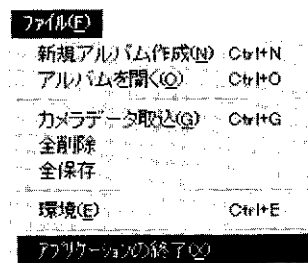 ファイル(F)
新規アルバム作成(N) Ctrl+N
アルバムを開く(O) Ctrl+O
カメラデータ取込(G) Ctrl+G
全削除
全保存
環境(E) Ctrl+E
アプリケーションの終了(X)